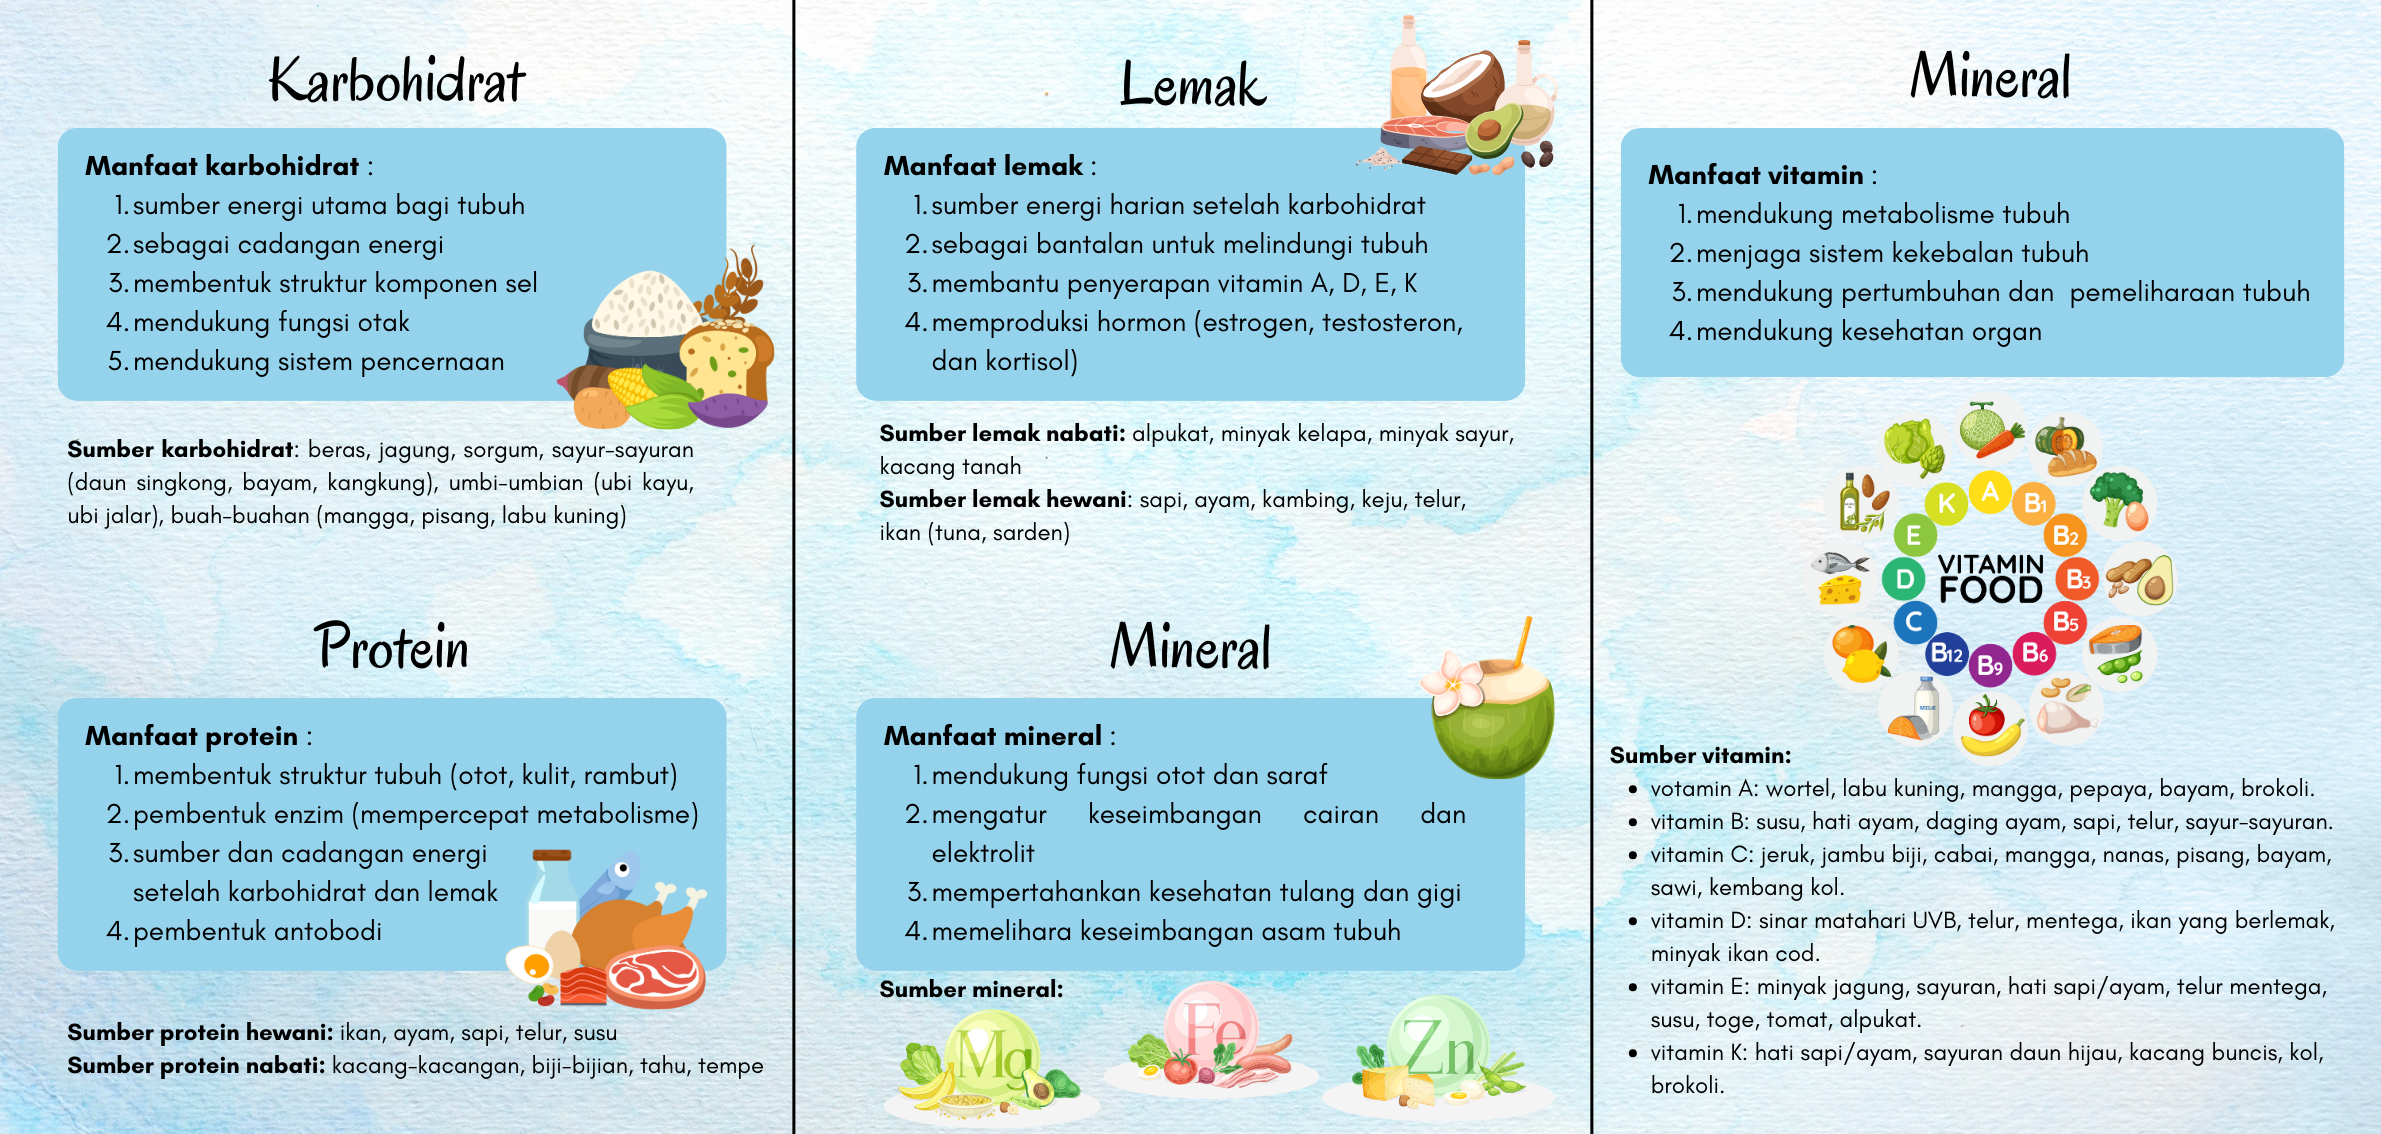 Karbohidrat
Manfaat karbohidrat :
1. sumber energi utama bagi tubuh
2. sebagai cadangan energi
3. membentuk struktur komponen sel
4. mendukung fungsi otak
5. mendukung sistem pencernaan
Sumber karbohidrat: beras, jagung, sorgum, sayur-sayuran
(daun singkong, bayam, kangkung), umbi-umbian (ubi kayu,
ubi jalar), buah-buahan (mangga, pisang, labu kuning)
Protein
Manfaat protein :
1. membentuk struktur tubuh (otot, kulit, rambut)
2. pembentuk enzim (mempercepat metabolisme)
3. sumber dan cadangan energi
setelah karbohidrat dan lemak
4. pembentuk antobodi
Sumber protein hewani: ikan, ayam, sapi, telur, susu
Sumber protein nabati: kacang-kacangan, biji-bijian, tahu, tempe
Lemak
Manfaat lemak :
1. sumber energi harian setelah karbohidrat
2. sebagai bantalan untuk melindungi tubuh
3. membantu penyerapan vitamin A, D, E, K
4. memproduksi hormon (estrogen, testosteron,
dan kortisol)
Sumber lemak nabati: alpukat, minyak kelapa, minyak sayur,
kacang tanah
Sumber lemak hewani: sapi, ayam, kambing, keju, telur,
ikan (tuna, sarden)
Mineral
Manfaat mineral :
1. mendukung fungsi otot dan saraf
2. mengatur keseimbangan cairan dan
elektrolit
3. mempertahankan kesehatan tulang dan gigi
4. memelihara keseimbangan asam tubuh
Sumber mineral:
Mg
Fe
Zn
Mineral
Manfaat vitamin :
1. mendukung metabolisme tubuh
2. menjaga sistem kekebalan tubuh
3. mendukung pertumbuhan dan pemeliharaan tubuh
4. mendukung kesehatan organ
VITAMIN
FOOD
A
B1
B2
B3
B5
B6
B9
B12
C
D
E
K
MILK
Sumber vitamin:
• votamin A: wortel, labu kuning, mangga, pepaya, bayam, brokoli.
• vitamin B: susu, hati ayam, daging ayam, sapi, telur, sayur-sayuran.
• vitamin C: jeruk, jambu biji, cabai, mangga, nanas, pisang, bayam,
sawi, kembang kol.
• vitamin D: sinar matahari UVB, telur, mentega, ikan yang berlemak,
minyak ikan cod.
• vitamin E: minyak jagung, sayuran, hati sapi/ayam, telur mentega,
susu, toge, tomat, alpukat.
• vitamin K: hati sapi/ayam, sayuran daun hijau, kacang buncis, kol,
brokoli.